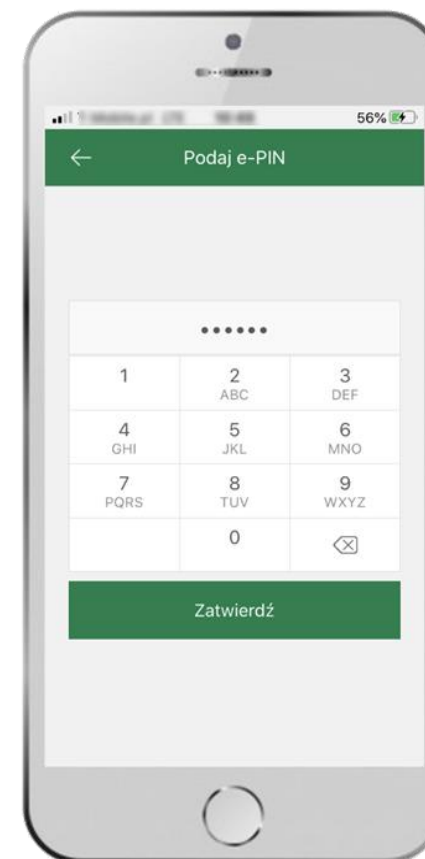 56%
Podaj e-PIN
••••••
1 2 3
ABC DEF
4 5 6
GHI JKL MNO
7 8 9
PQRS TUV WXYZ
0
Zatwierdź